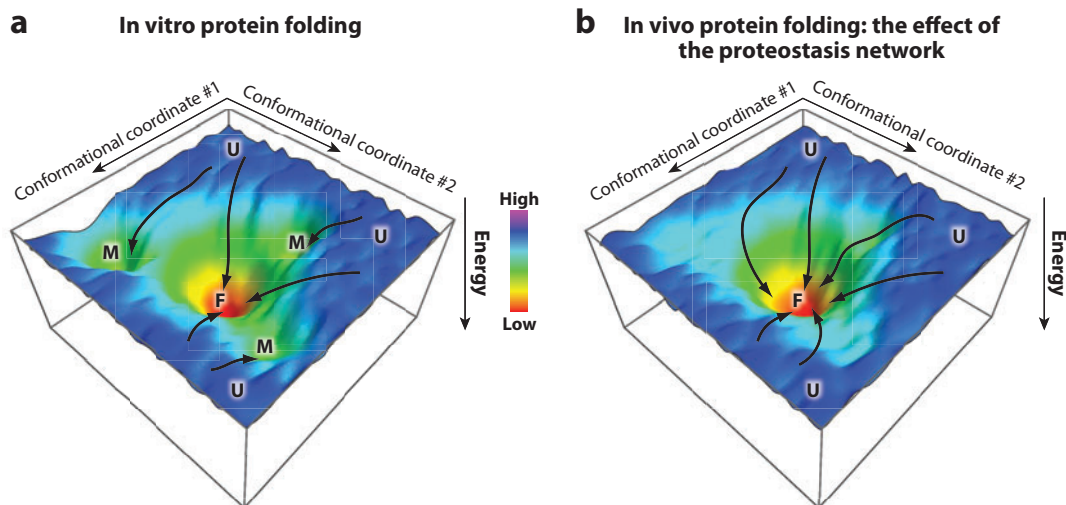 a
In vitro protein folding
Conformational coordinate #1
Conformational coordinate #2
U
U
M
M
F
M
U
High
Low
Energy
b
In vivo protein folding: the effect of
the proteostasis network
Conformational coordinate #1
Conformational coordinate #2
U
U
F
U
Energy